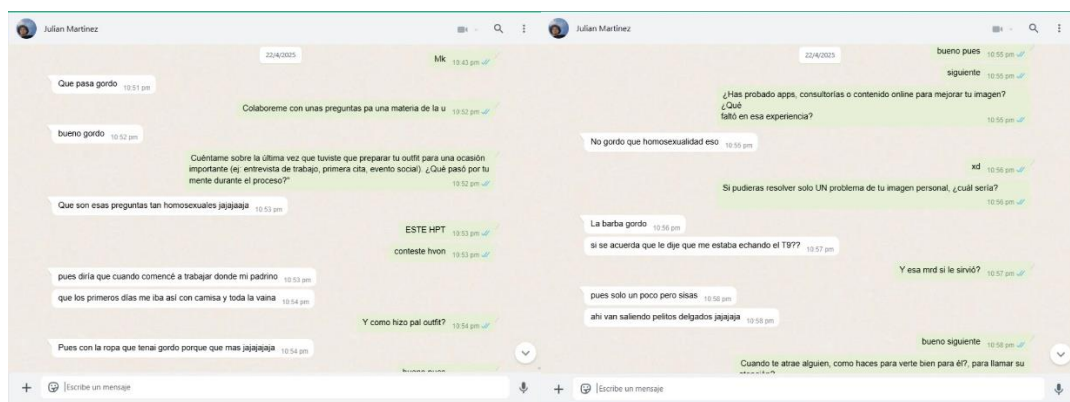 Julian Martinez
22/4/2025
Mk 10:43 pm
Que pasa gordo 10:51 pm
Colaboreme con unas preguntas pa una materia de la u 10:52 pm
bueno gordo 10:52 pm
Cuéntame sobre la última vez que tuviste que preparar tu outfit para una ocasión
importante (ej: entrevista de trabajo, primera cita, evento social). ¿Qué pasó por tu
mente durante el proceso?" 10:52 pm
Que son esas preguntas tan homosexuales jajajaaja 10:53 pm
ESTE HPT 10:53 pm
conteste hvon 10:53 pm
pues diría que cuando comencé a trabajar donde mi padrino 10:53 pm
que los primeros días me iba así con camisa y toda la vaina 10:54 pm
Y como hizo pal outfit? 10:54 pm
Pues con la ropa que tenai gordo porque que mas jajajajaja 10:54 pm
bueno pues
Escribe un mensaje
Julian Martinez
22/4/2025
bueno pues 10:55 pm
siguiente 10:55 pm
¿Has probado apps, consultorías o contenido online para mejorar tu imagen?
¿Qué
faltó en esa experiencia? 10:55 pm
No gordo que homosexualidad eso 10:56 pm
xd 10:56 pm
Si pudieras resolver solo UN problema de tu imagen personal, ¿cuál sería?
10:56 pm
La barba gordo 10:56 pm
si se acuerda que le dije que me estaba echando el T9?? 10:57 pm
Y esa mrd si le sirvió? 10:57 pm
pues solo un poco pero sisas 10:58 pm
ahi van saliendo pelitos delgados jajajaja 10:58 pm
bueno siguiente 10:58 pm
Cuando te atrae alguien, como haces para verte bien para él?, para llamar su
Escribe un mensaje